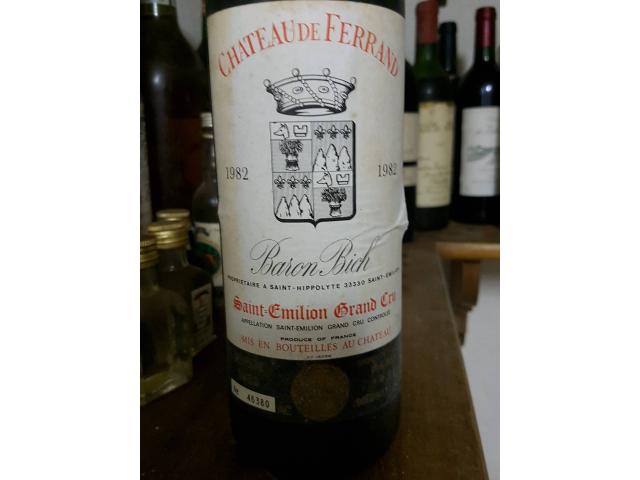 CHATEAU DE FERRAND
1982 1982
Baron Bich
PROPRIETAIRE A SAINT-HIPPOLYTE 33330 SAINT-EMILION
Saint-Emilion Grand Cru
APPELLATION SAINT-EMILION GRAND CRU CONTROLEE
PRODUCE OF FRANCE
MIS EN BOUTEILLES AU CHATEAU
46380